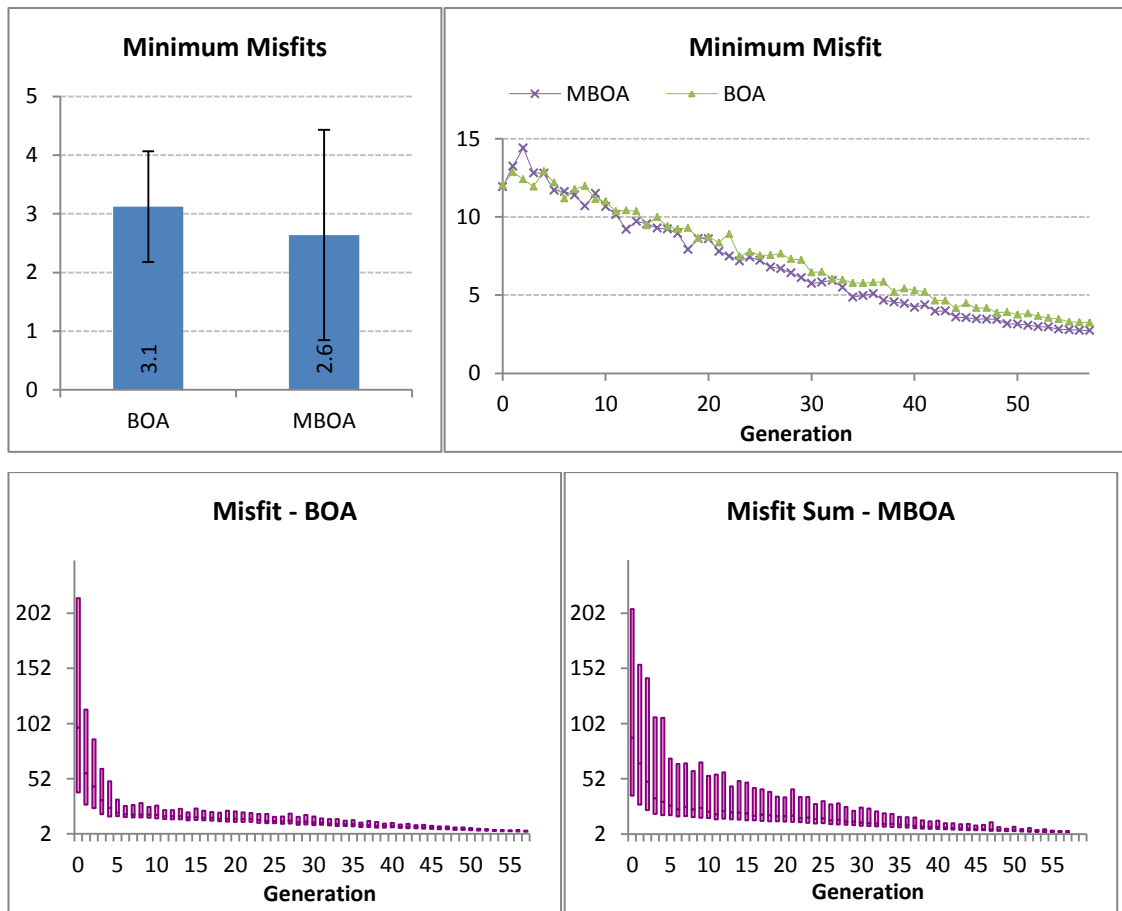 Minimum Misfits
5
4
3
2
1
0
3.1
2.6
BOA MBOA
Minimum Misfit
MBOA BOA
15
10
5
0
0 10 20 30 40 50
Generation
Misfit - BOA
202
152
102
52
2
0 5 10 15 20 25 30 35 40 45 50 55
Generation
Misfit Sum - MBOA
202
152
102
52
2
0 5 10 15 20 25 30 35 40 45 50 55
Generation